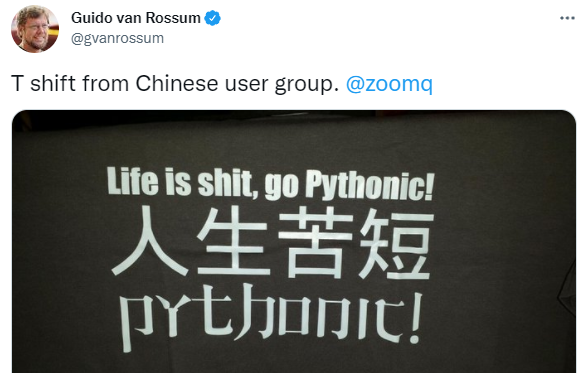 Guido van Rossum
@gvanrossum
T shift from Chinese user group. @zoomq
Life is shit, go Pythonic!
人生苦短
pythonic!